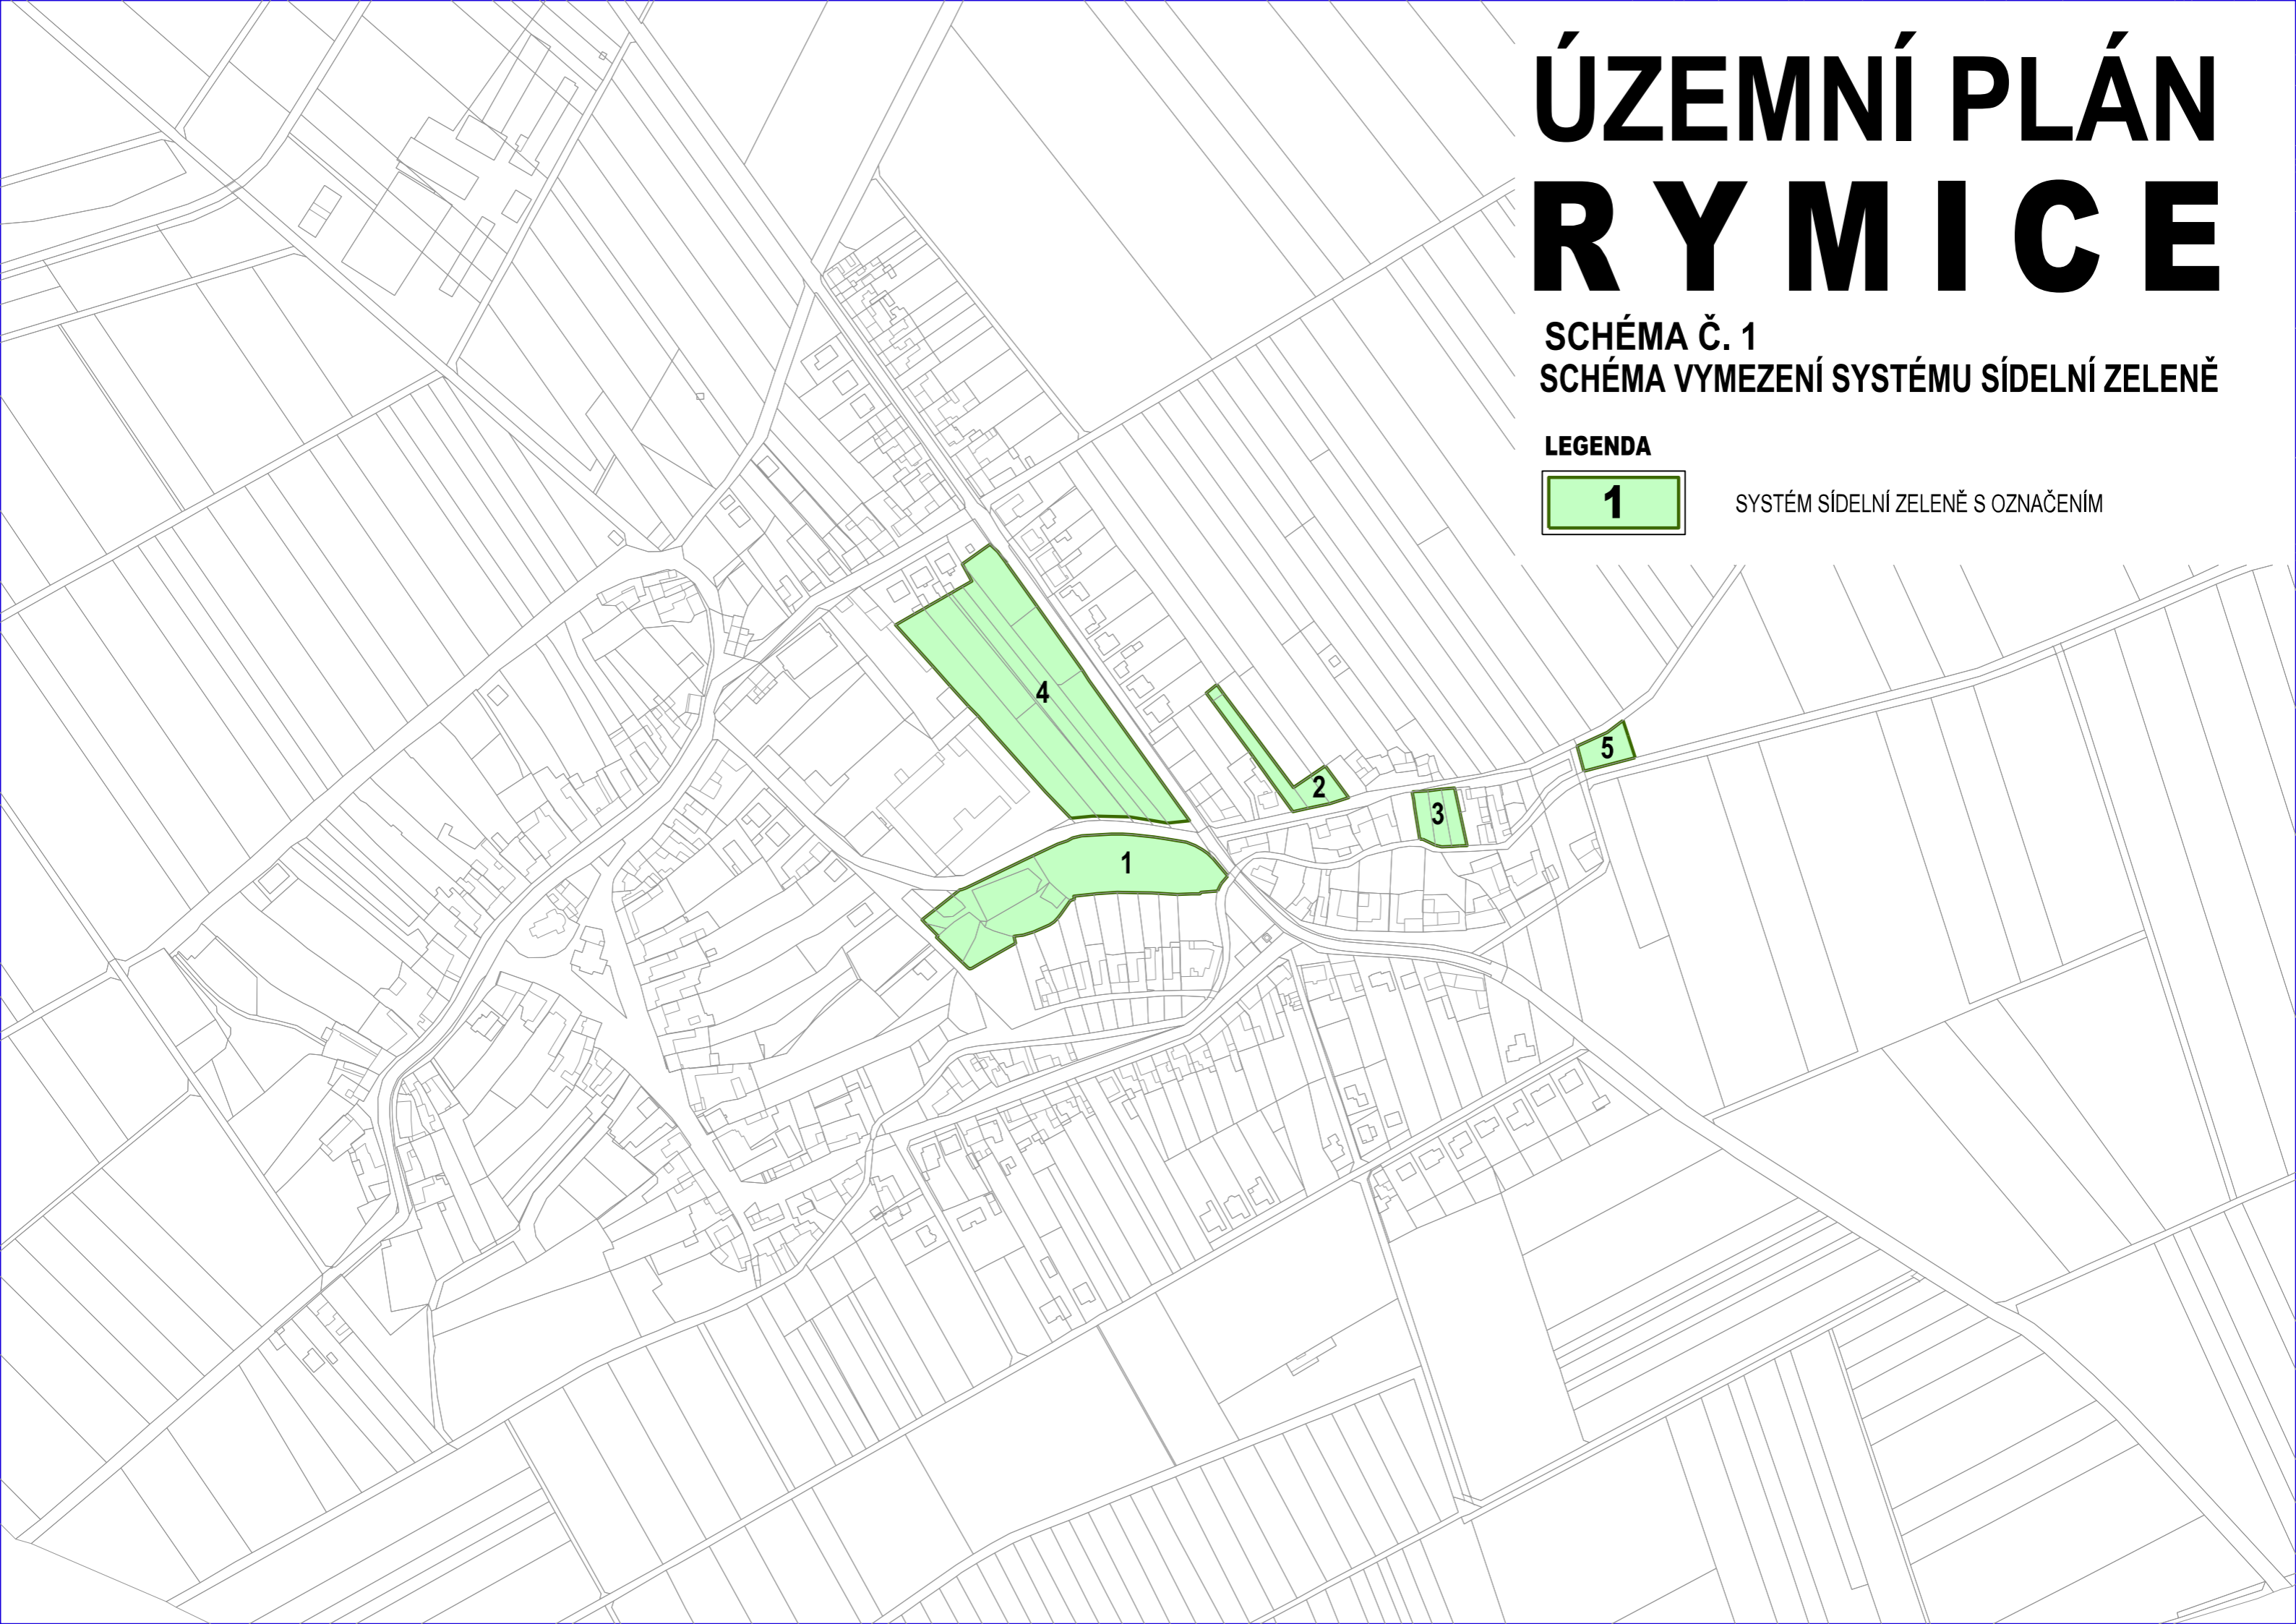 ÚZEMNÍ PLÁN
RYMICE
SCHÉMA Č. 1
SCHÉMA VYMEZENÍ SYSTÉMU SÍDELNÍ ZELENĚ
LEGENDA
1 SYSTÉM SÍDELNÍ ZELENĚ S OZNAČENÍM
4
5
2
3
1